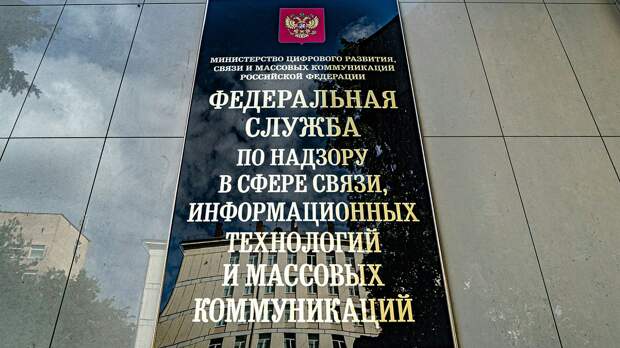 МИНИСТЕРСТВО ЦИФРОВОГО РАЗВИТИЯ,
СВЯЗИ И МАССОВЫХ КОММУНИКАЦИЙ
РОССИЙСКОЙ ФЕДЕРАЦИИ
ФЕДЕРАЛЬНАЯ
СЛУЖБА
ПО НАДЗОРУ
В СФЕРЕ СВЯЗИ,
ИНФОРМАЦИОННЫХ
ТЕХНОЛОГИЙ
И МАССОВЫХ
КОММУНИКАЦИЙ